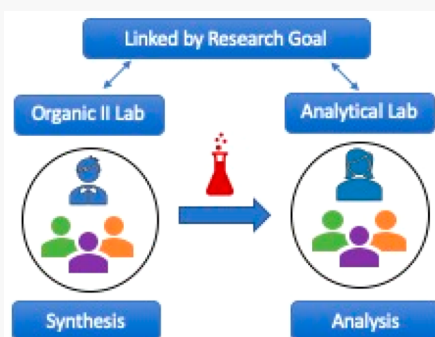 Linked by Research Goal
Organic II Lab
Analytical Lab
Synthesis
Analysis